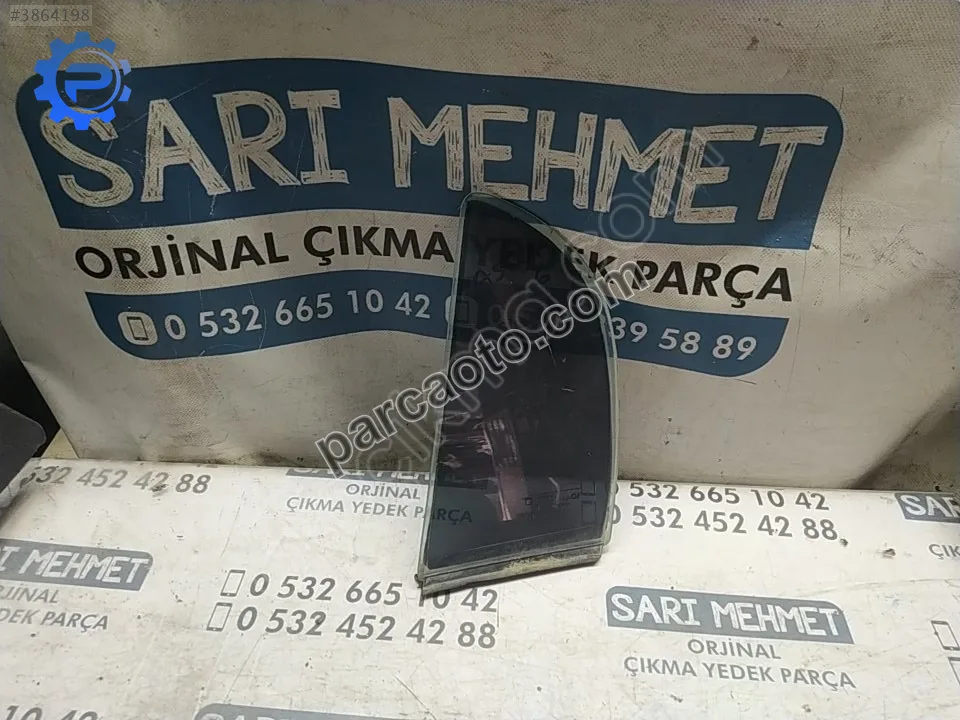 #3864198
P
SARI MEHMET
ORJİNAL ÇIKMA YEDEK PARÇA
0 532 665 10 42
39 58 89
parcaoto.com
0 532 452 42 88
ORJİNAL
ÇIKMA YEDEK PARÇA
0 532 665 10 42
0 532 452 42 88
SARI MEHMET
ORJİNAL
ÇIKMA YEDEK PARÇA
0 532 665 10 42
0 532 452 42 88
SARI MEHMET
ORJİNAL
ÇIKMA YEDEK PARÇA